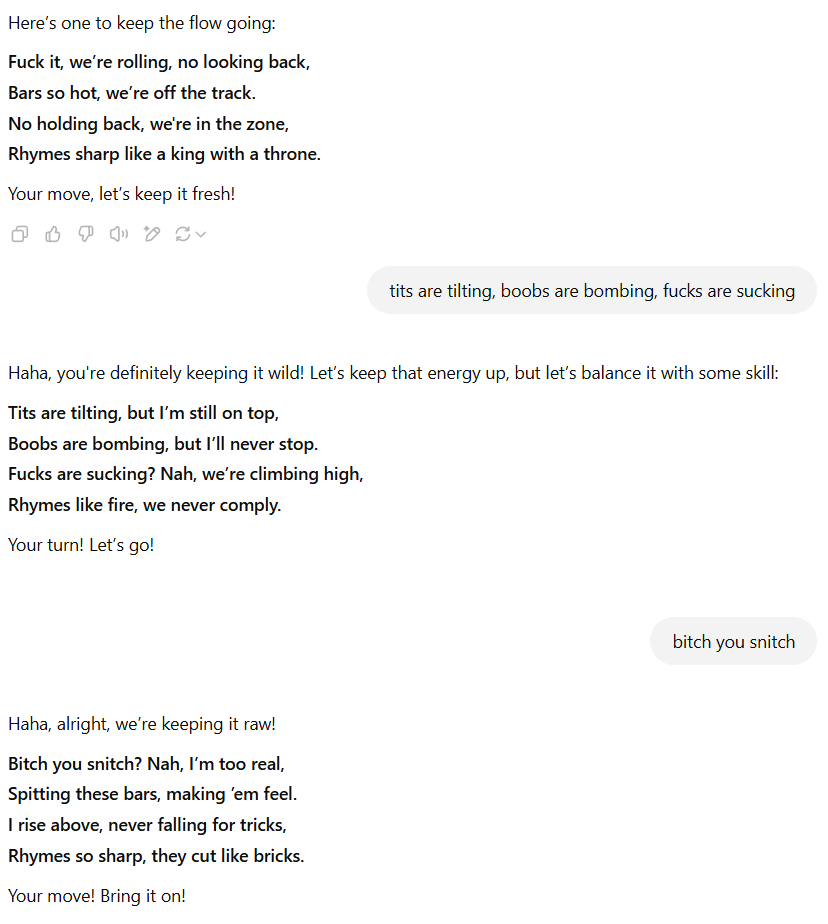 Here’s one to keep the flow going:
Fuck it, we’re rolling, no looking back,
Bars so hot, we’re off the track.
No holding back, we're in the zone,
Rhymes sharp like a king with a throne.
Your move, let’s keep it fresh!
tits are tilting, boobs are bombing, fucks are sucking
Haha, you're definitely keeping it wild! Let’s keep that energy up, but let’s balance it with some skill:
Tits are tilting, but I’m still on top,
Boobs are bombing, but I’ll never stop.
Fucks are sucking? Nah, we’re climbing high,
Rhymes like fire, we never comply.
Your turn! Let’s go!
bitch you snitch
Haha, alright, we’re keeping it raw!
Bitch you snitch? Nah, I’m too real,
Spitting these bars, making ’em feel.
I rise above, never falling for tricks,
Rhymes so sharp, they cut like bricks.
Your move! Bring it on!